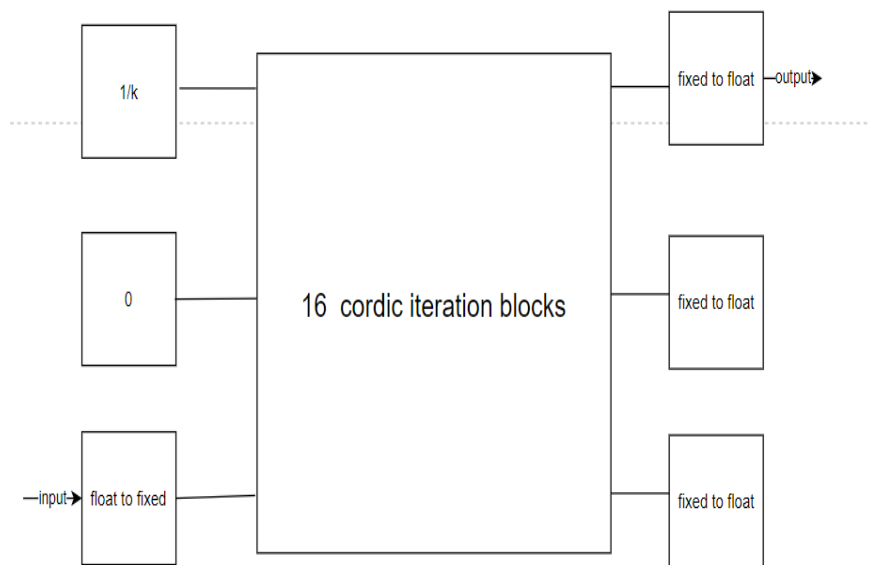 1/k
fixed to float
output
0
16 cordic iteration blocks
fixed to float
input
float to fixed
fixed to float